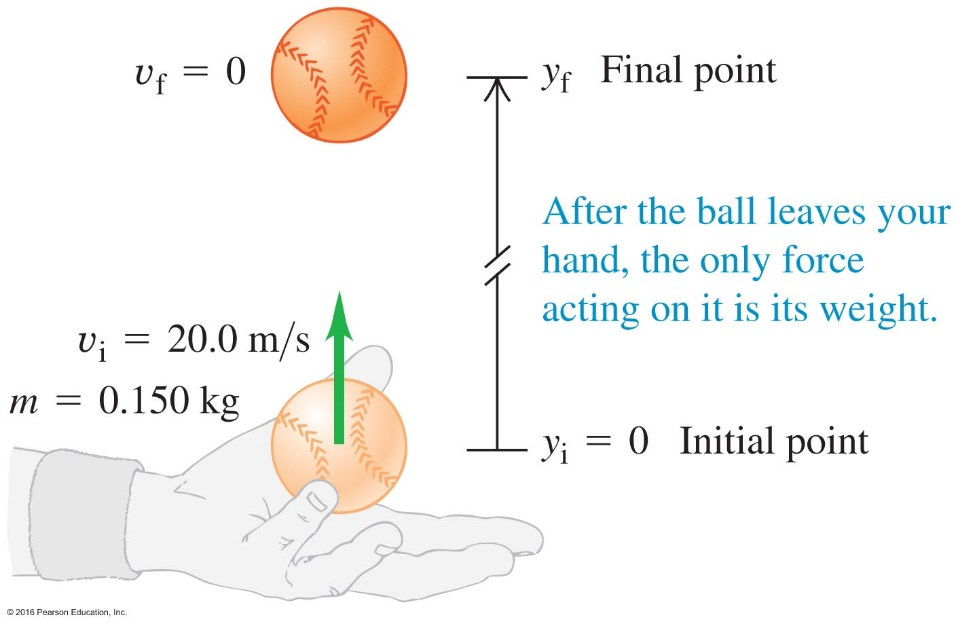 v_f = 0
y_f Final point
After the ball leaves your
hand, the only force
acting on it is its weight.
v_i = 20.0 m/s
m = 0.150 kg
y_i = 0 Initial point
© 2016 Pearson Education, Inc.